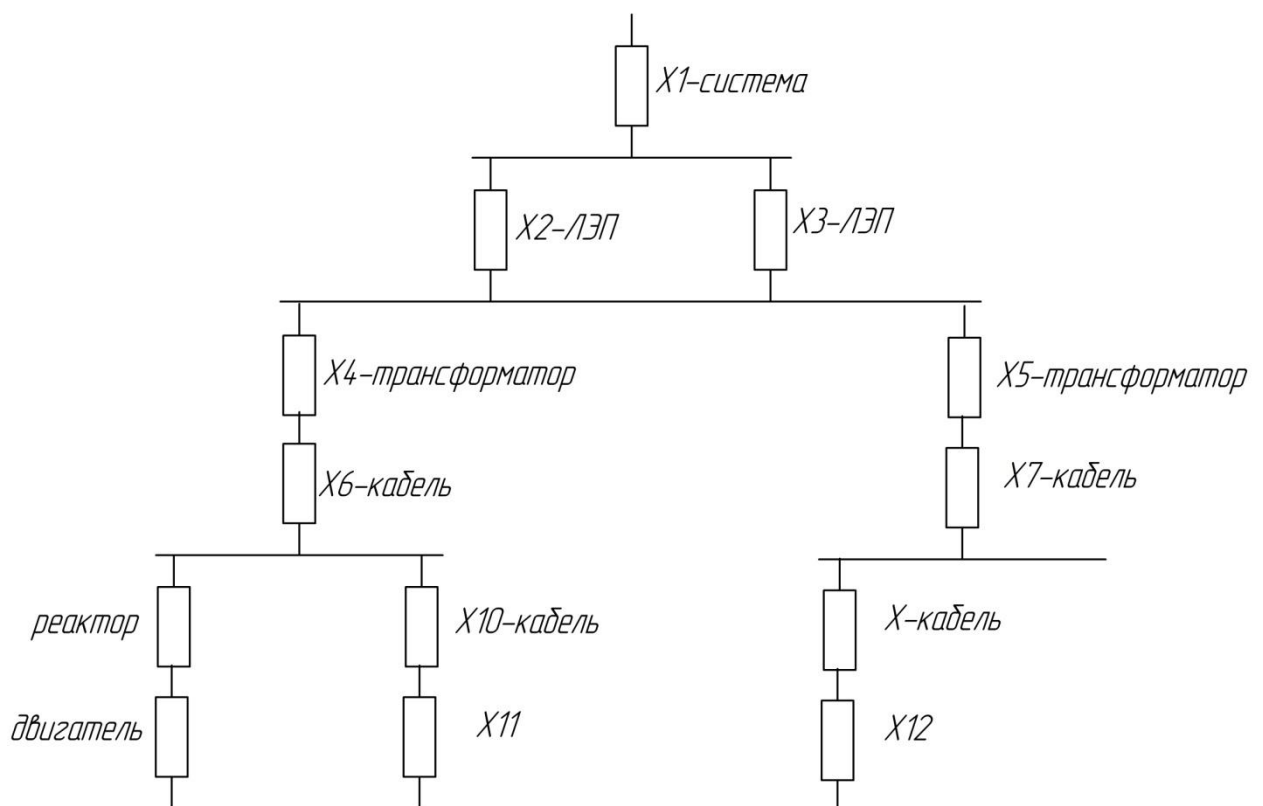 X1-система
X2-ЛЭП
X3-ЛЭП
X4-трансформатор
X5-трансформатор
X6-кабель
X7-кабель
реактор
X10-кабель
X-кабель
двигатель
X11
X12